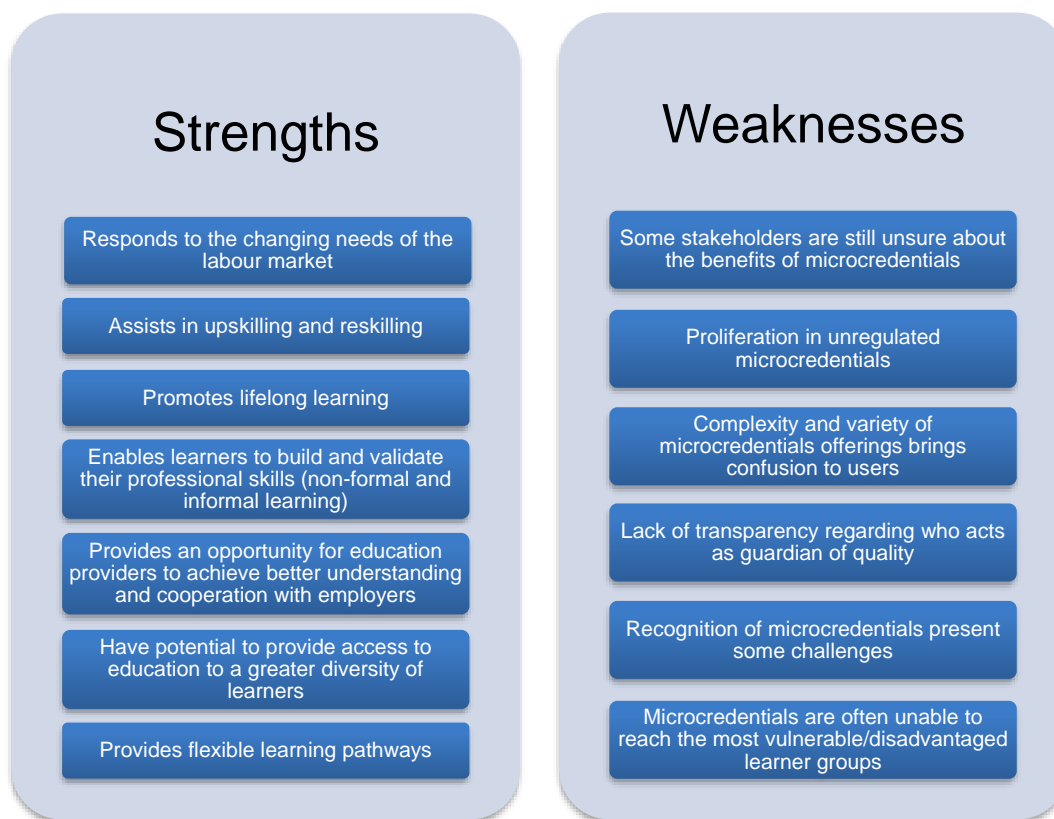 Strengths
Responds to the changing needs of the
labour market
Assists in upskilling and reskilling
Promotes lifelong learning
Enables learners to build and validate
their professional skills (non-formal and
informal learning)
Provides an opportunity for education
providers to achieve better understanding
and cooperation with employers
Have potential to provide access to
education to a greater diversity of
learners
Provides flexible learning pathways
Weaknesses
Some stakeholders are still unsure about
the benefits of microcredentials
Proliferation in unregulated
microcredentials
Complexity and variety of
microcredentials offerings brings
confusion to users
Lack of transparency regarding who acts
as guardian of quality
Recognition of microcredentials present
some challenges
Microcredentials are often unable to
reach the most vulnerable/disadvantaged
learner groups